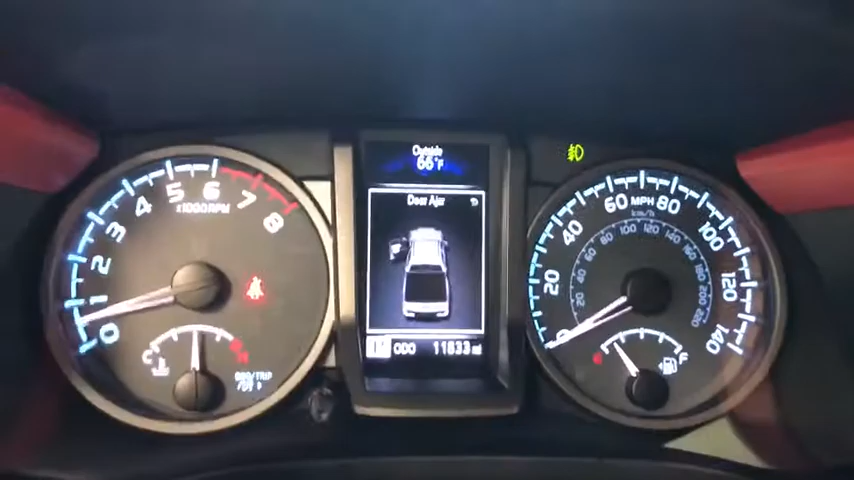 Outside
66°F
Door Ajar
ODO 11833 mi
0 1 2 3 4 5 6 7 8
x1000RPM
C H
ODO/TRIP
0 20 40 60 80 100 120 140
MPH
km/h
20 40 60 80 100 120 140 160 180 200 220
E F